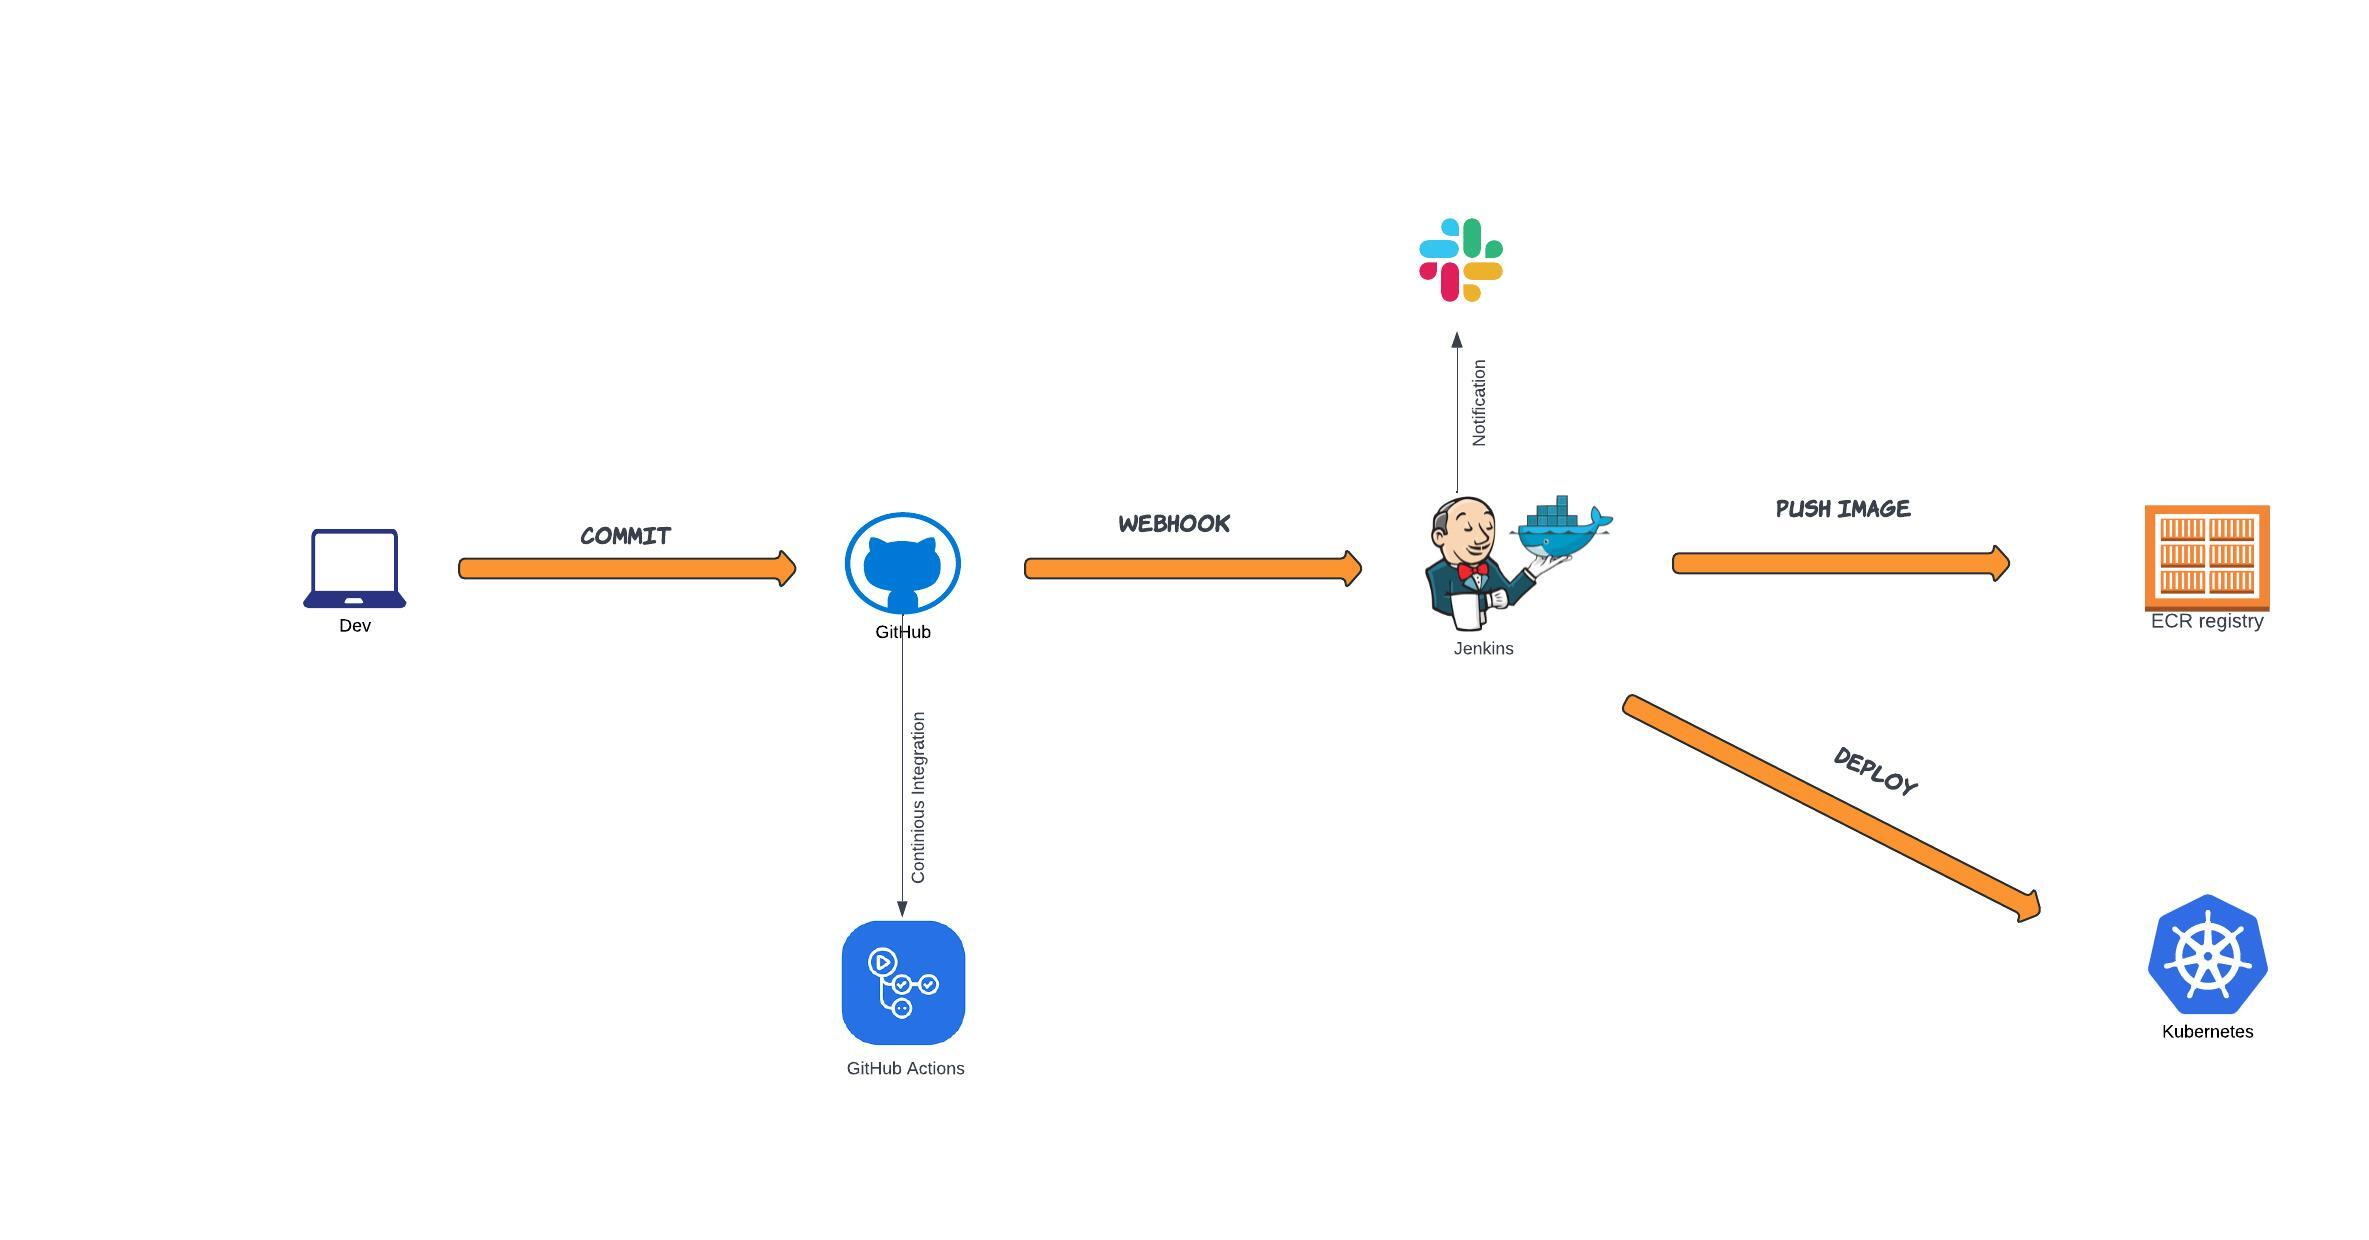 Notification
COMMIT
WEBHOOK
PUSH IMAGE
Dev
GitHub
Jenkins
ECR registry
Continious Integration
DEPLOY
Kubernetes
GitHub Actions